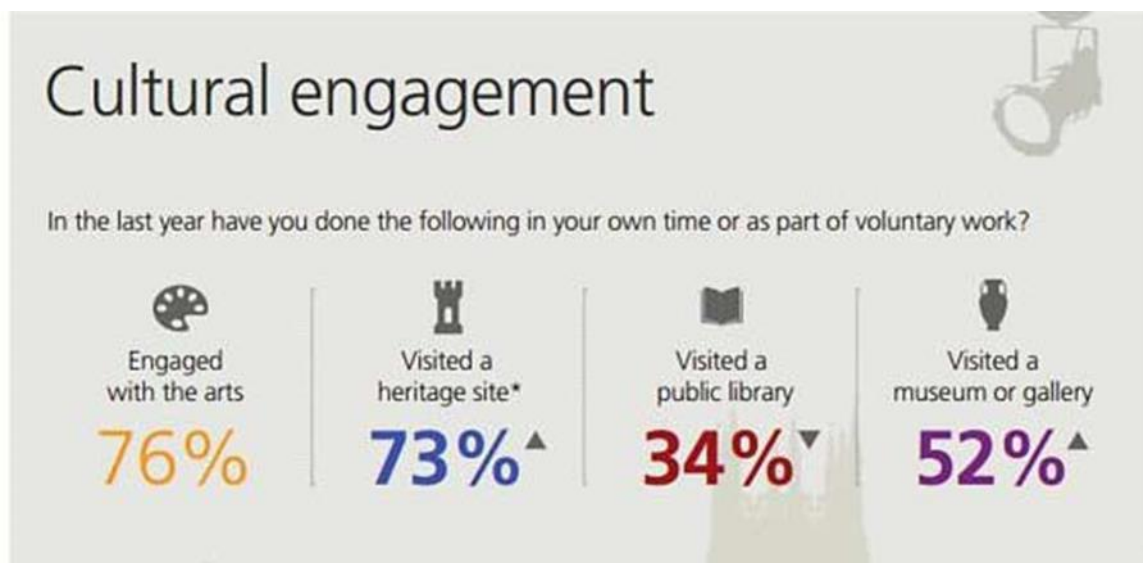 Cultural engagement
In the last year have you done the following in your own time or as part of voluntary work?
Engaged
with the arts
76%
Visited a
heritage site*
73%▲
Visited a
public library
34%▼
Visited a
museum or gallery
52%▲